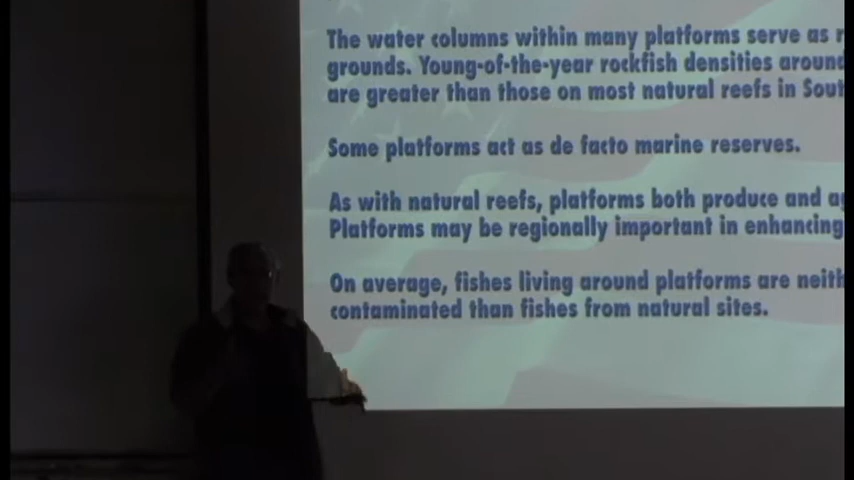 The water columns within many platforms serve as
grounds. Young-of-the-year rockfish densities around
are greater than those on most natural reefs in
Some platforms act as de facto marine reserves.
As with natural reefs, platforms both produce and
Platforms may be regionally important in enhancing
On average, fishes living around platforms are
contaminated than fishes from natural sites.